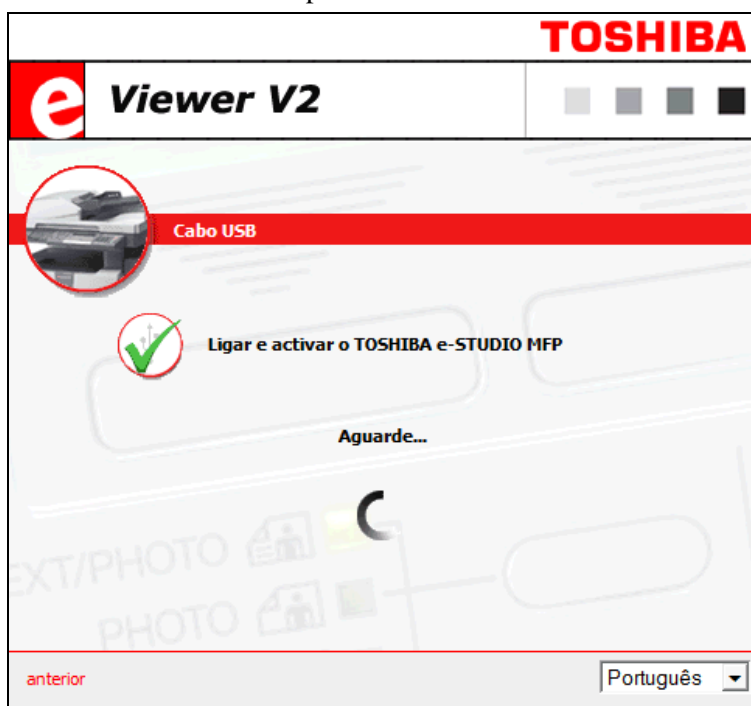 TOSHIBA
e Viewer V2
Cabo USB
Ligar e activar o TOSHIBA e-STUDIO MFP
Aguarde...
EXT/PHOTO
PHOTO
anterior
Português